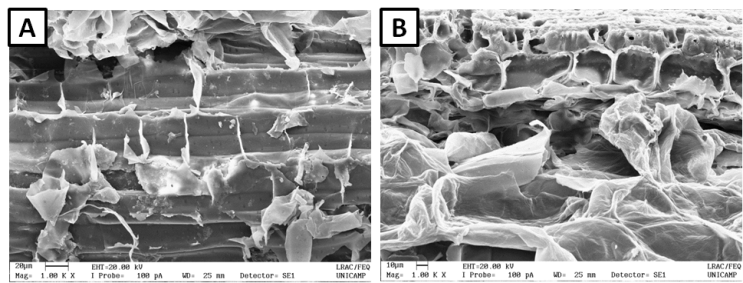 A
20µm
EHT=20.00 kV
LRAC/FEQ
Mag= 1.00 K X
I Probe= 100 pA
WD= 25 mm
Detector= SE1
UNICAMP
B
10µm
EHT=20.00 kV
LRAC/FEQ
Mag= 1.00 K X
I Probe= 100 pA
WD= 25 mm
Detector= SE1
UNICAMP